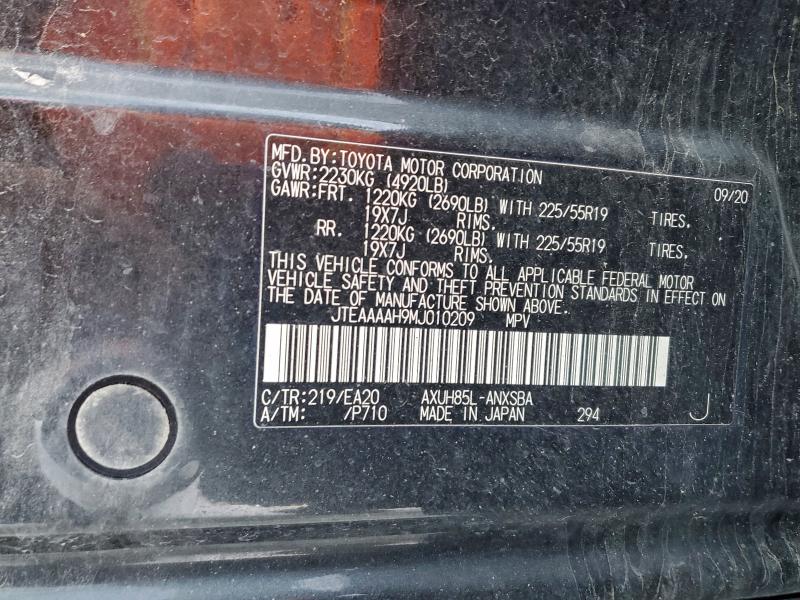 MFD. BY: TOYOTA MOTOR CORPORATION 09/20
GVWR: 2230KG (4920LB)
GAWR: FRT. 1220KG (2690LB) WITH 225/55R19 TIRES,
19X7J RIMS.
RR. 1220KG (2690LB) WITH 225/55R19 TIRES,
19X7J RIMS.
THIS VEHICLE CONFORMS TO ALL APPLICABLE FEDERAL MOTOR
VEHICLE SAFETY AND THEFT PREVENTION STANDARDS IN EFFECT ON
THE DATE OF MANUFACTURE SHOWN ABOVE.
JTEAAAAH9MJ010209 MPV
C/TR: 219/EA20 AXUH85L-ANXSBA
A/TM: /P710 MADE IN JAPAN 294 J